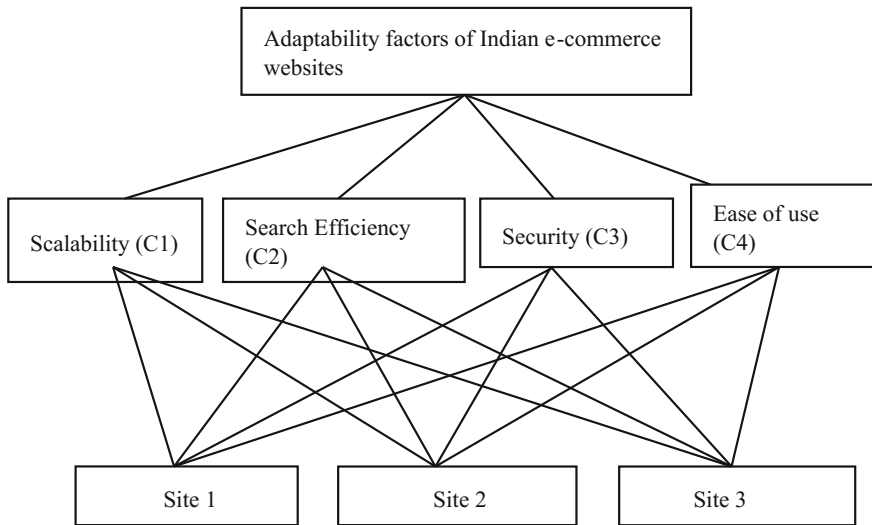 Adaptability factors of Indian e-commerce
websites
Scalability (C1)
Search Efficiency
(C2)
Security (C3)
Ease of use
(C4)
Site 1
Site 2
Site 3